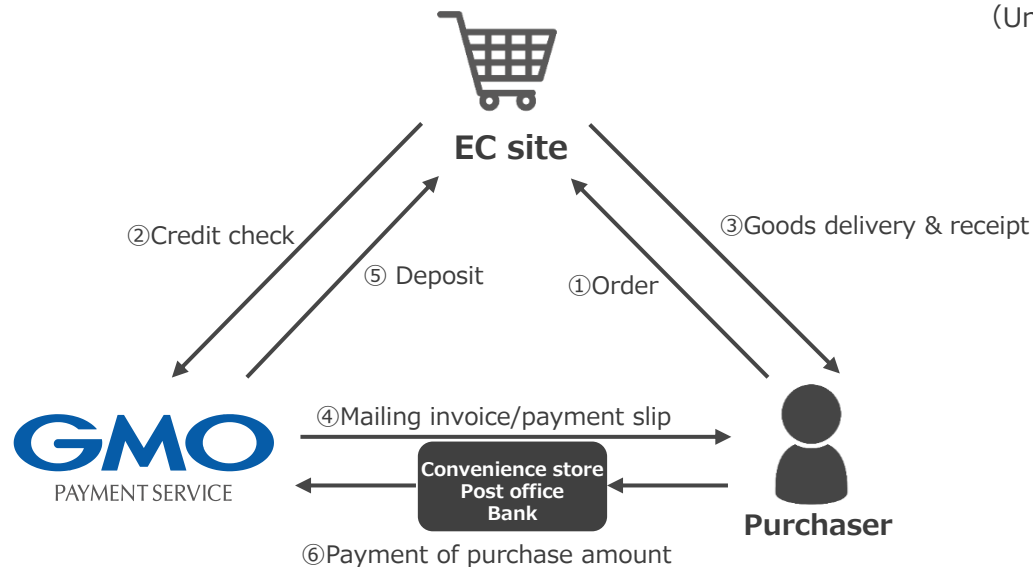 (Un
EC site
②Credit check
③Goods delivery & receipt
⑤ Deposit
①Order
GMO
PAYMENT SERVICE
④Mailing invoice/payment slip
Convenience store
Post office
Bank
Purchaser
⑥Payment of purchase amount